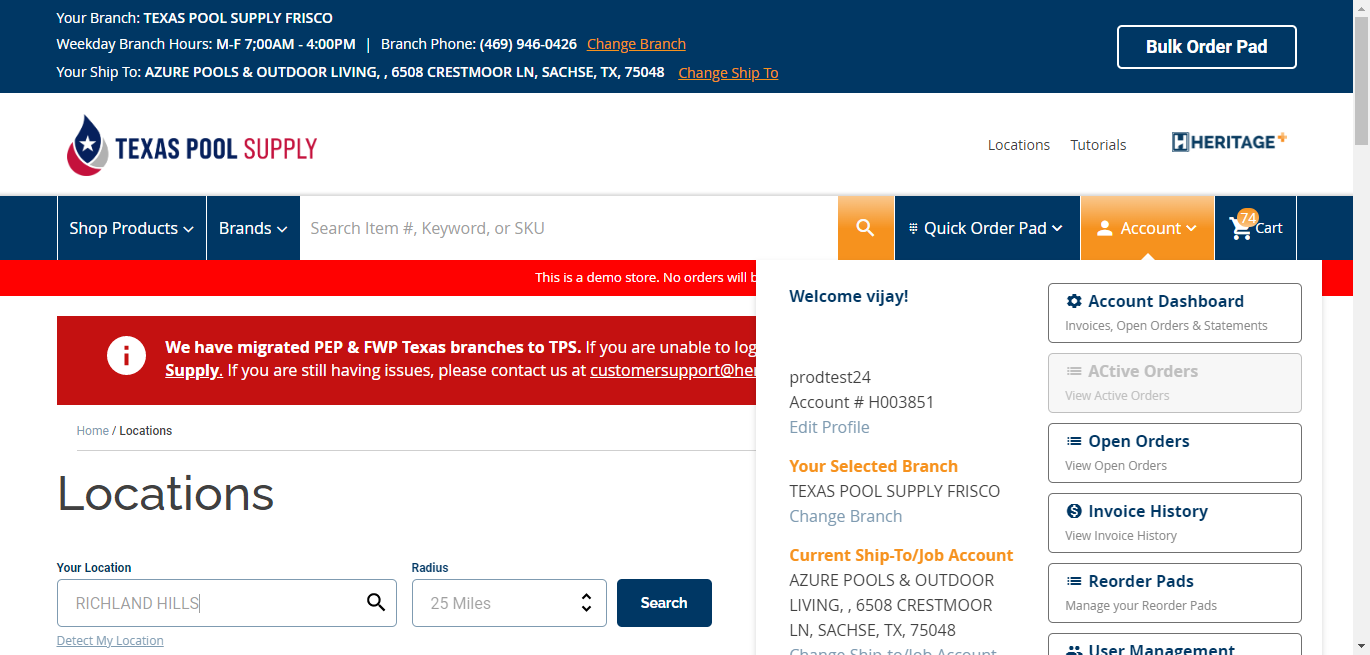 Your Branch: TEXAS POOL SUPPLY FRISCO
Weekday Branch Hours: M-F 7;00AM - 4:00PM | Branch Phone: (469) 946-0426 Change Branch
Your Ship To: AZURE POOLS & OUTDOOR LIVING, , 6508 CRESTMOOR LN, SACHSE, TX, 75048 Change Ship To
Bulk Order Pad
TEXAS POOL SUPPLY
Locations Tutorials HERITAGE+
Shop Products Brands Search Item #, Keyword, or SKU Quick Order Pad Account 74 Cart
This is a demo store. No orders will
We have migrated PEP & FWP Texas branches to TPS. If you are unable to log
Supply. If you are still having issues, please contact us at customersupport@her
Home / Locations
Locations
Your Location
RICHLAND HILLS
Detect My Location
Radius
25 Miles
Search
Welcome vijay!
prodtest24
Account # H003851
Edit Profile
Your Selected Branch
TEXAS POOL SUPPLY FRISCO
Change Branch
Current Ship-To/Job Account
AZURE POOLS & OUTDOOR
LIVING, , 6508 CRESTMOOR
LN, SACHSE, TX, 75048
Change Ship-to/Job Account
Account Dashboard
Invoices, Open Orders & Statements
ACtive Orders
View Active Orders
Open Orders
View Open Orders
Invoice History
View Invoice History
Reorder Pads
Manage your Reorder Pads
User Management